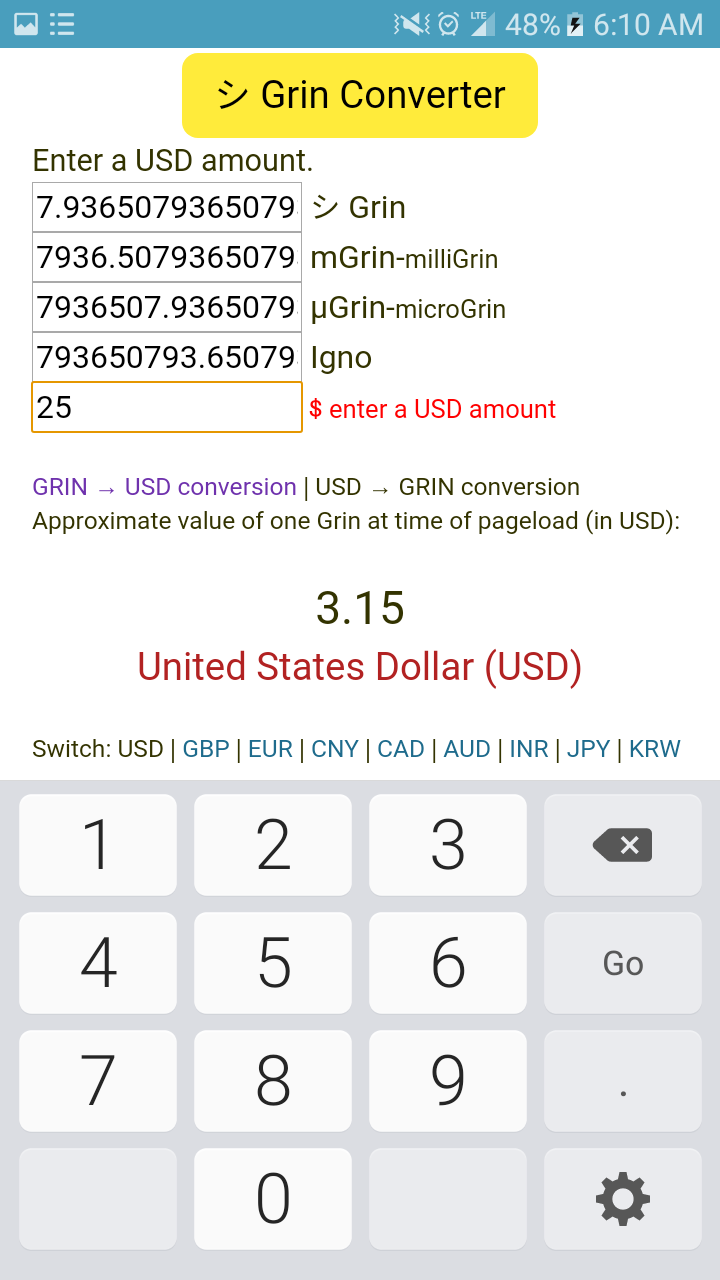 LTE 48% 6:10 AM
シ Grin Converter
Enter a USD amount.
7.9365079365079 シ Grin
7936.5079365079 mGrin-milliGrin
7936507.9365079 µGrin-microGrin
793650793.65079 Igno
25 $ enter a USD amount
GRIN → USD conversion | USD → GRIN conversion
Approximate value of one Grin at time of pageload (in USD):
3.15
United States Dollar (USD)
Switch: USD | GBP | EUR | CNY | CAD | AUD | INR | JPY | KRW
1 2 3
4 5 6 Go
7 8 9 .
0